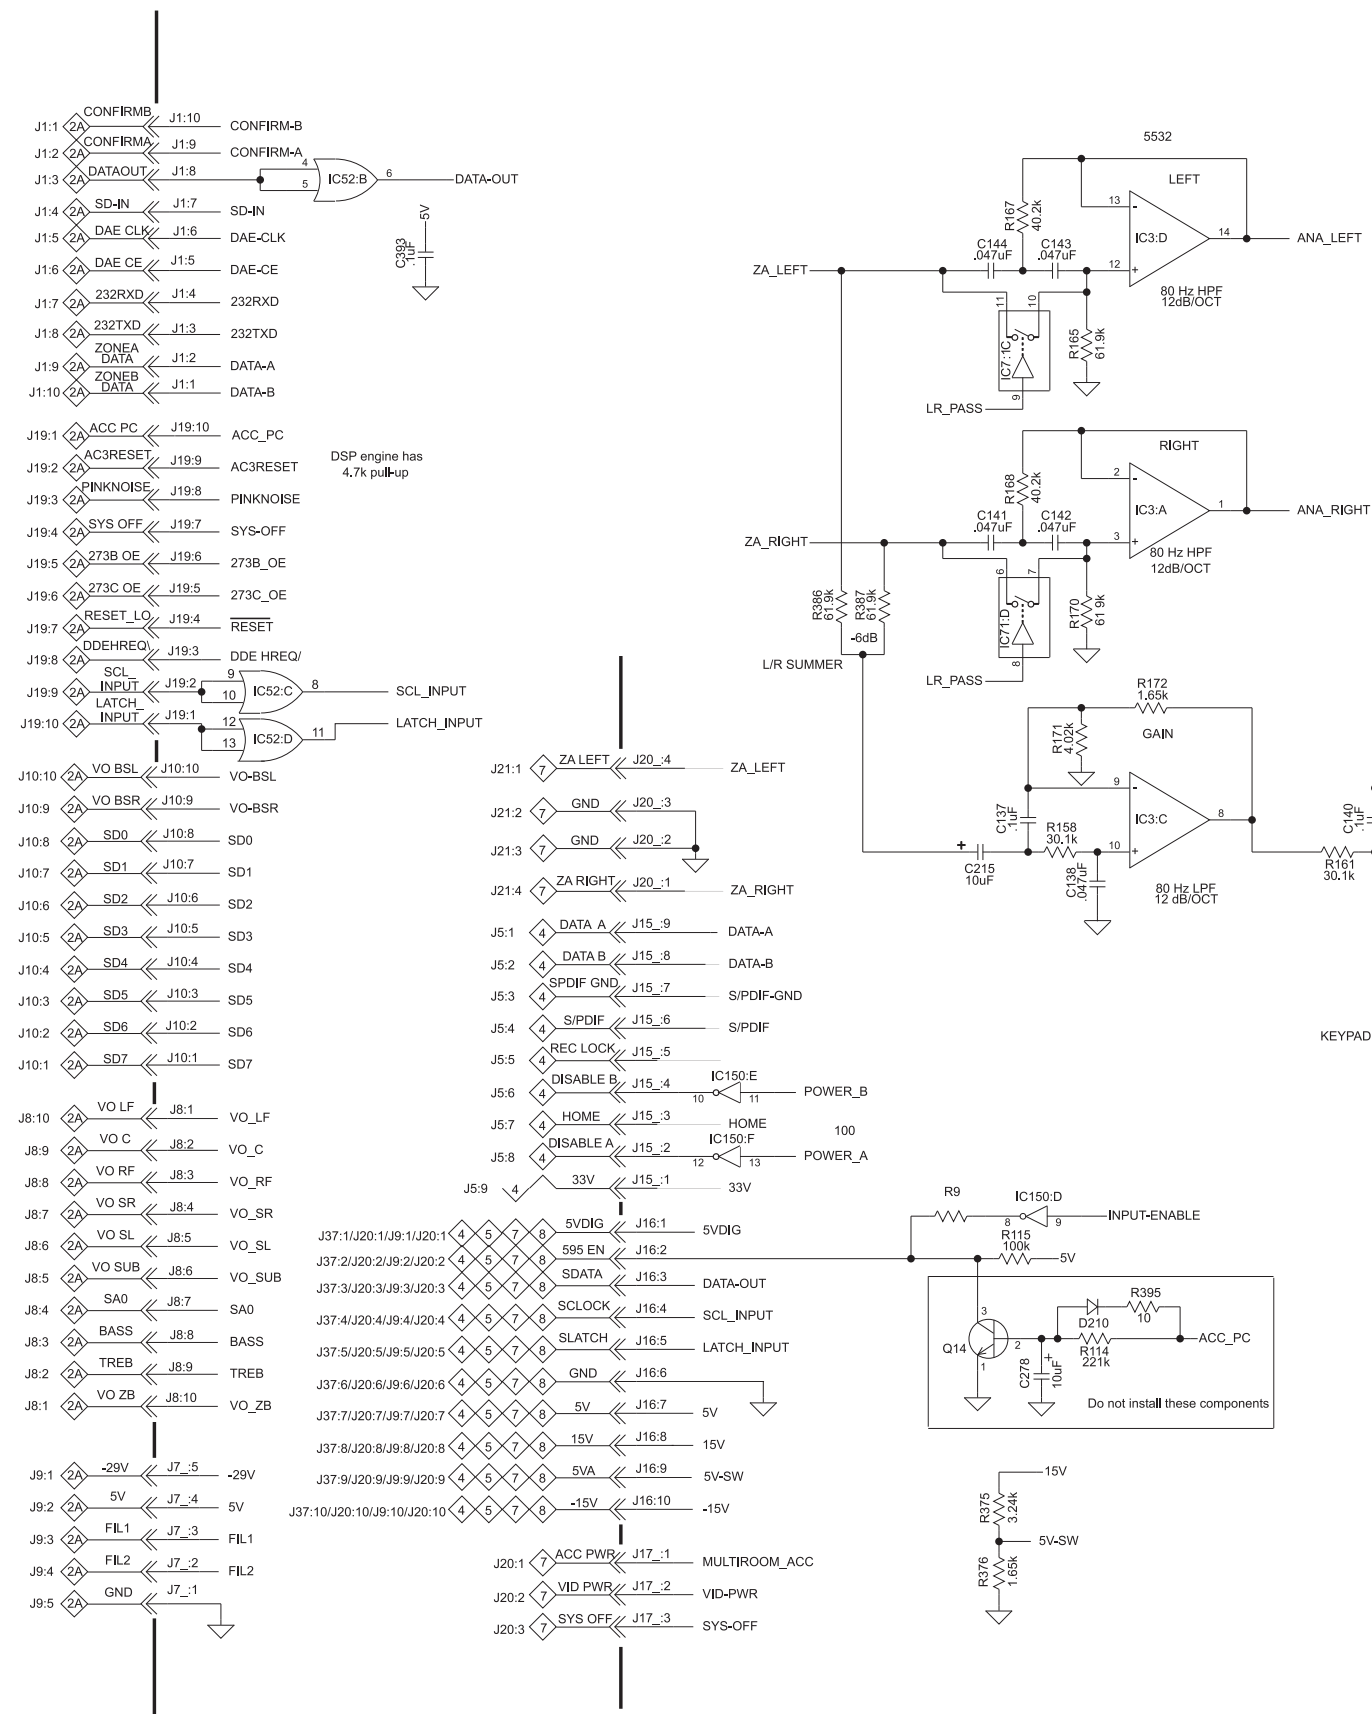 J1:1 2A CONFIRMB J1:10 CONFIRM-B
J1:2 2A CONFIRMA J1:9 CONFIRM-A
J1:3 2A DATAOUT J1:8 4 5 IC52:B 6 DATA-OUT
J1:4 2A SD-IN J1:7 SD-IN
J1:5 2A DAE CLK J1:6 DAE-CLK
J1:6 2A DAE CE J1:5 DAE-CE
J1:7 2A 232RXD J1:4 232RXD
J1:8 2A 232TXD J1:3 232TXD
J1:9 2A ZONEA DATA J1:2 DATA-A
J1:10 2A ZONEB DATA J1:1 DATA-B
5V
C393
.1uF
J19:1 2A ACC PC J19:10 ACC_PC
J19:2 2A AC3RESET J19:9 AC3RESET
J19:3 2A PINKNOISE J19:8 PINKNOISE
J19:4 2A SYS OFF J19:7 SYS-OFF
J19:5 2A 273B OE J19:6 273B_OE
J19:6 2A 273C OE J19:5 273C_OE
J19:7 2A RESET_LO J19:4 RESET
J19:8 2A DDEHREQ\ J19:3 DDE HREQ/
J19:9 2A SCL_ INPUT J19:2 9 10 IC52:C 8 SCL_INPUT
J19:10 2A LATCH_ INPUT J19:1 12 13 IC52:D 11 LATCH_INPUT
DSP engine has
4.7k pull-up
J10:10 2A VO BSL J10:10 VO-BSL
J10:9 2A VO BSR J10:9 VO-BSR
J10:8 2A SD0 J10:8 SD0
J10:7 2A SD1 J10:7 SD1
J10:6 2A SD2 J10:6 SD2
J10:5 2A SD3 J10:5 SD3
J10:4 2A SD4 J10:4 SD4
J10:3 2A SD5 J10:3 SD5
J10:2 2A SD6 J10:2 SD6
J10:1 2A SD7 J10:1 SD7
J8:10 2A VO LF J8:1 VO_LF
J8:9 2A VO C J8:2 VO_C
J8:8 2A VO RF J8:3 VO_RF
J8:7 2A VO SR J8:4 VO_SR
J8:6 2A VO SL J8:5 VO_SL
J8:5 2A VO SUB J8:6 VO_SUB
J8:4 2A SA0 J8:7 SA0
J8:3 2A BASS J8:8 BASS
J8:2 2A TREB J8:9 TREB
J8:1 2A VO ZB J8:10 VO_ZB
J9:1 2A -29V J7_:5 -29V
J9:2 2A 5V J7_:4 5V
J9:3 2A FIL1 J7_:3 FIL1
J9:4 2A FIL2 J7_:2 FIL2
J9:5 2A GND J7_:1
J21:1 7 ZA LEFT J20_:4 ZA_LEFT
J21:2 7 GND J20_:3
J21:3 7 GND J20_:2
J21:4 7 ZA RIGHT J20_:1 ZA_RIGHT
J5:1 4 DATA A J15_:9 DATA-A
J5:2 4 DATA B J15_:8 DATA-B
J5:3 4 SPDIF GND J15_:7 S/PDIF-GND
J5:4 4 S/PDIF J15_:6 S/PDIF
J5:5 4 REC LOCK J15_:5
J5:6 4 DISABLE B J15_:4 10 IC150:E 11 POWER_B
J5:7 4 HOME J15_:3 HOME
J5:8 4 DISABLE A J15_:2 12 IC150:F 13 POWER_A
100
J5:9 4 33V J15_:1 33V
J37:1/J20:1/J9:1/J20:1 4 5 7 8 5VDIG J16:1 5VDIG
J37:2/J20:2/J9:2/J20:2 4 5 7 8 595 EN J16:2
J37:3/J20:3/J9:3/J20:3 4 5 7 8 SDATA J16:3 DATA-OUT
J37:4/J20:4/J9:4/J20:4 4 5 7 8 SCLOCK J16:4 SCL_INPUT
J37:5/J20:5/J9:5/J20:5 4 5 7 8 SLATCH J16:5 LATCH_INPUT
J37:6/J20:6/J9:6/J20:6 4 5 7 8 GND J16:6
J37:7/J20:7/J9:7/J20:7 4 5 7 8 5V J16:7 5V
J37:8/J20:8/J9:8/J20:8 4 5 7 8 15V J16:8 15V
J37:9/J20:9/J9:9/J20:9 4 5 7 8 5VA J16:9 5V-SW
J37:10/J20:10/J9:10/J20:10 4 5 7 8 -15V J16:10 -15V
J20:1 7 ACC PWR J17_:1 MULTIROOM_ACC
J20:2 7 VID PWR J17_:2 VID-PWR
J20:3 7 SYS OFF J17_:3 SYS-OFF
5532
LEFT
R167
40.2k
13 -
IC3:D 14 ANA_LEFT
12 +
C144 .047uF
C143 .047uF
ZA_LEFT
80 Hz HPF
12dB/OCT
11 10
IC7:1C
9
R165
61.9k
LR_PASS
RIGHT
R168
40.2k
2 -
IC3:A 1 ANA_RIGHT
3 +
C141 .047uF
C142 .047uF
ZA_RIGHT
80 Hz HPF
12dB/OCT
6 7
IC71:D
8
R170
61 9k
LR_PASS
R386
61.9k
R387
61.9k
-6dB
L/R SUMMER
R172
1.65k
GAIN
R171
4.02k
9 -
IC3:C 8
10 +
C137
.1uF
R158
30.1k
+
C215
10uF
C138
.047uF
80 Hz LPF
12 dB/OCT
C140
.1uF
R161
30.1k
KEYPAD
R9
IC150:D
8 9
INPUT-ENABLE
R115
100k
5V
3
Q14
2
1
D210
R395
10
R114
221k
ACC_PC
C278
+
10uF
Do not install these components
15V
R375
3.24k
5V-SW
R376
1.65k